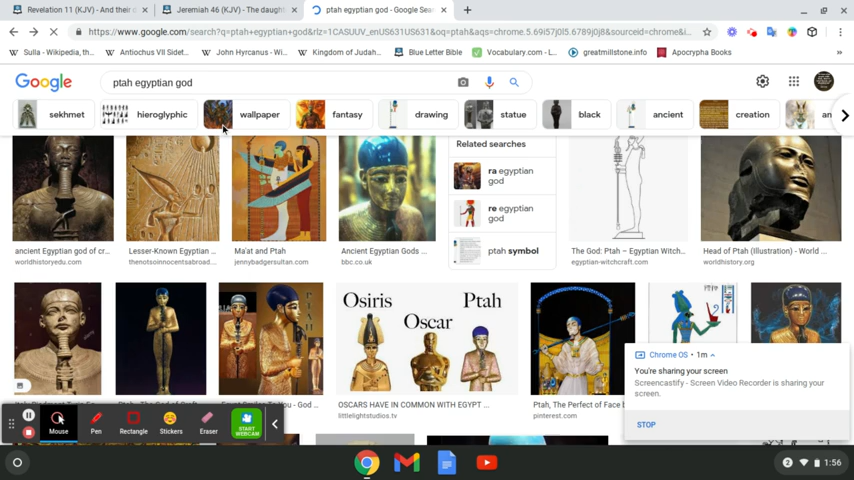 Revelation 11 (KJV) - And their c
Jeremiah 46 (KJV) - The daught
ptah egyptian god - Google Sear
https://www.google.com/search?q=ptah+egyptian+god&rlz=1CASUUV_enUS631US631&oq=ptah&aqs=chrome.5.69i57j0l5.6789j0j8&sourceid=chrome&i...
Sulla - Wikipedia, th...
Antiochus VII Sidet...
John Hyrcanus - Wi...
Kingdom of Judah...
Blue Letter Bible
Vocabulary.com - L...
greatmillstone.info
Apocrypha Books
Google
ptah egyptian god
sekhmet
hieroglyphic
wallpaper
fantasy
drawing
statue
black
ancient
creation
an
Related searches
ra egyptian
god
re egyptian
god
ptah symbol
ancient Egyptian god of cr...
worldhistoryedu.com
Lesser-Known Egyptian ...
thenotsoinnocentsabroad....
Ma'at and Ptah
jennybadgersultan.com
Ancient Egyptian Gods ...
bbc.co.uk
The God: Ptah – Egyptian Witch...
egyptian-witchcraft.com
Head of Ptah (Illustration) - World ...
worldhistory.org
PTAH
Osiris
Oscar
Ptah
OSCARS HAVE IN COMMON WITH EGYPT ...
littlelightstudios.tv
Ptah, The Perfect of Face b
pinterest.com
Chrome OS • 1m
You're sharing your screen
Screencastify - Screen Video Recorder is sharing your
screen.
STOP
Mouse
Pen
Rectangle
Stickers
Eraser
START
WEBCAM
2
1:56